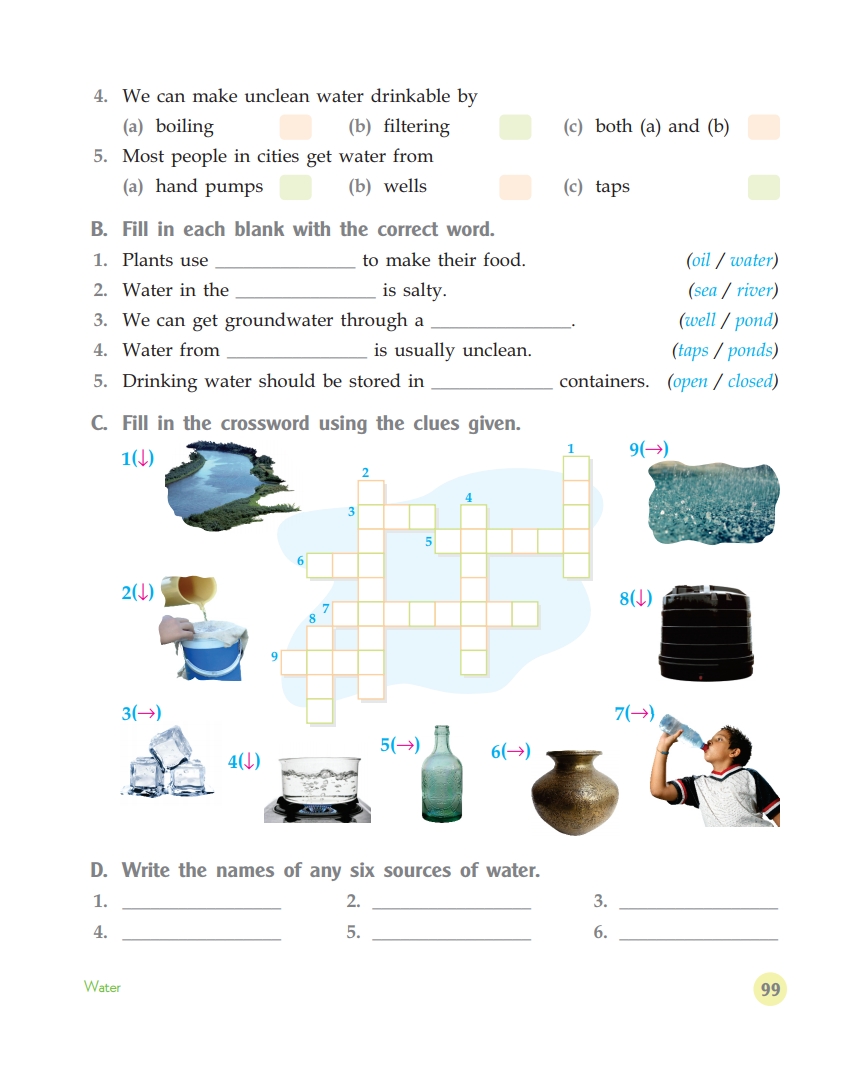 4. We can make unclean water drinkable by
(a) boiling (b) filtering (c) both (a) and (b)
5. Most people in cities get water from
(a) hand pumps (b) wells (c) taps
B. Fill in each blank with the correct word.
1. Plants use ______________ to make their food. (oil / water)
2. Water in the ______________ is salty. (sea / river)
3. We can get groundwater through a ______________. (well / pond)
4. Water from ______________ is usually unclean. (taps / ponds)
5. Drinking water should be stored in ____________ containers. (open / closed)
C. Fill in the crossword using the clues given.
1(↓)
9(→)
1
2
3
4
5
6
2(↓)
8(↓)
7
8
9
3(→)
7(→)
4(↓)
5(→)
6(→)
D. Write the names of any six sources of water.
1. ________________ 2. ________________ 3. ________________
4. ________________ 5. ________________ 6. ________________
Water 99